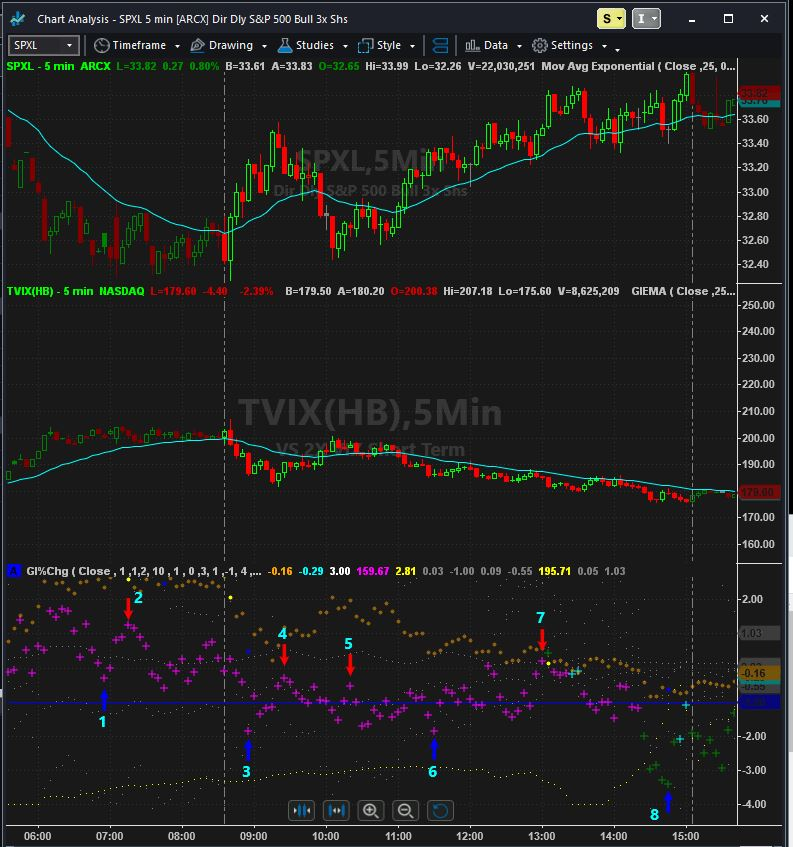 Chart Analysis - SPXL 5 min [ARCX] Dir Dly S&P 500 Bull 3x Shs
S
I
SPXL
Timeframe
Drawing
Studies
Style
Data
Settings
SPXL - 5 min ARCX L=33.82 0.27 0.80% B=33.61 A=33.83 O=32.65 Hi=33.99 Lo=32.26 V=22,030,251 Mov Avg Exponential ( Close ,25, 0...
33.82
33.60
33.40
33.20
33.00
32.80
32.60
32.40
SPXL,5Min
Dir Dly S&P 500 Bull 3x Shs
TVIX(HB) - 5 min NASDAQ L=179.60 -4.40 -2.39% B=179.50 A=180.20 O=200.38 Hi=207.18 Lo=175.60 V=8,625,209 GIEMA ( Close ,25...
250.00
240.00
230.00
220.00
210.00
200.00
190.00
179.60
170.00
160.00
TVIX(HB),5Min
A GI%Chg ( Close , 1 ,1,2, 10 , 1 , 0 ,3, 1 , -1, 4 ,... -0.16 -0.29 3.00 159.67 2.81 0.03 -1.00 0.09 -0.55 195.71 0.05 1.03
2.00
1.03
-0.16
-0.55
-2.00
-3.00
-4.00
1
2
3
4
5
6
7
8
06:00 07:00 08:00 09:00 10:00 11:00 12:00 13:00 14:00 15:00